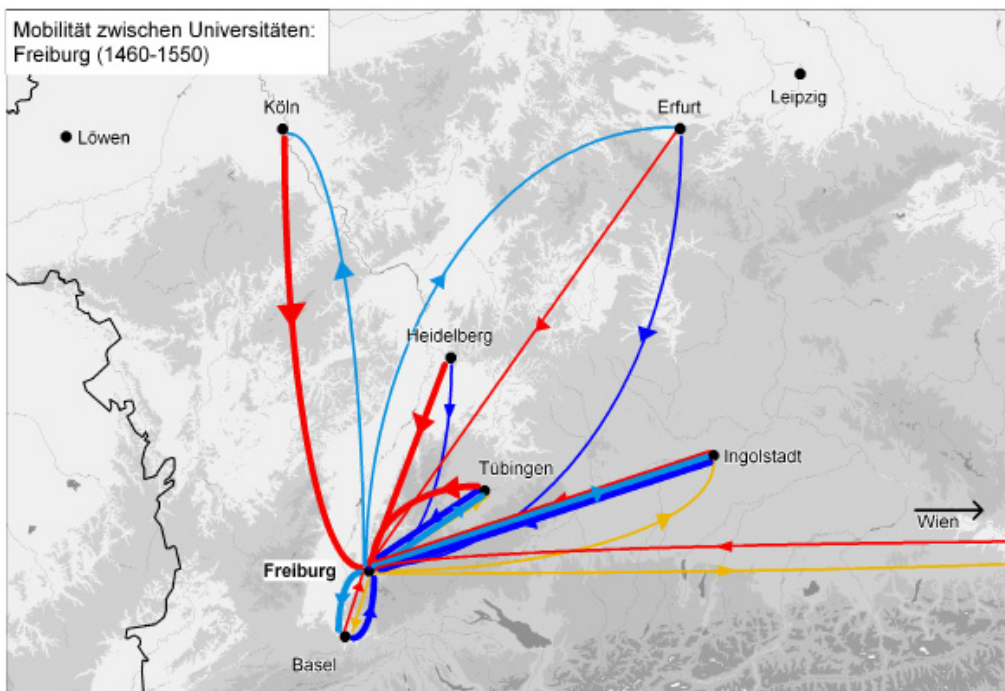 Mobilität zwischen Universitäten:
Freiburg (1460-1550)
Leipzig
Köln
Erfurt
Löwen
Heidelberg
Tübingen
Ingolstadt
Wien
Freiburg
Basel